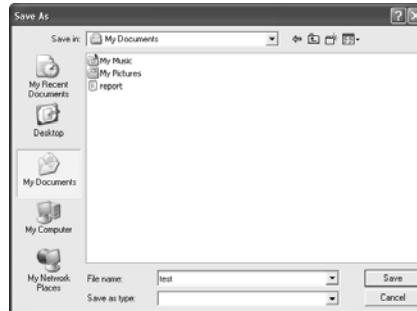 Save As
Save in:
My Documents
My Recent
Documents
Desktop
My Documents
My Computer
My Network
Places
My Music
My Pictures
report
File name:
test
Save
Save as type:
Cancel